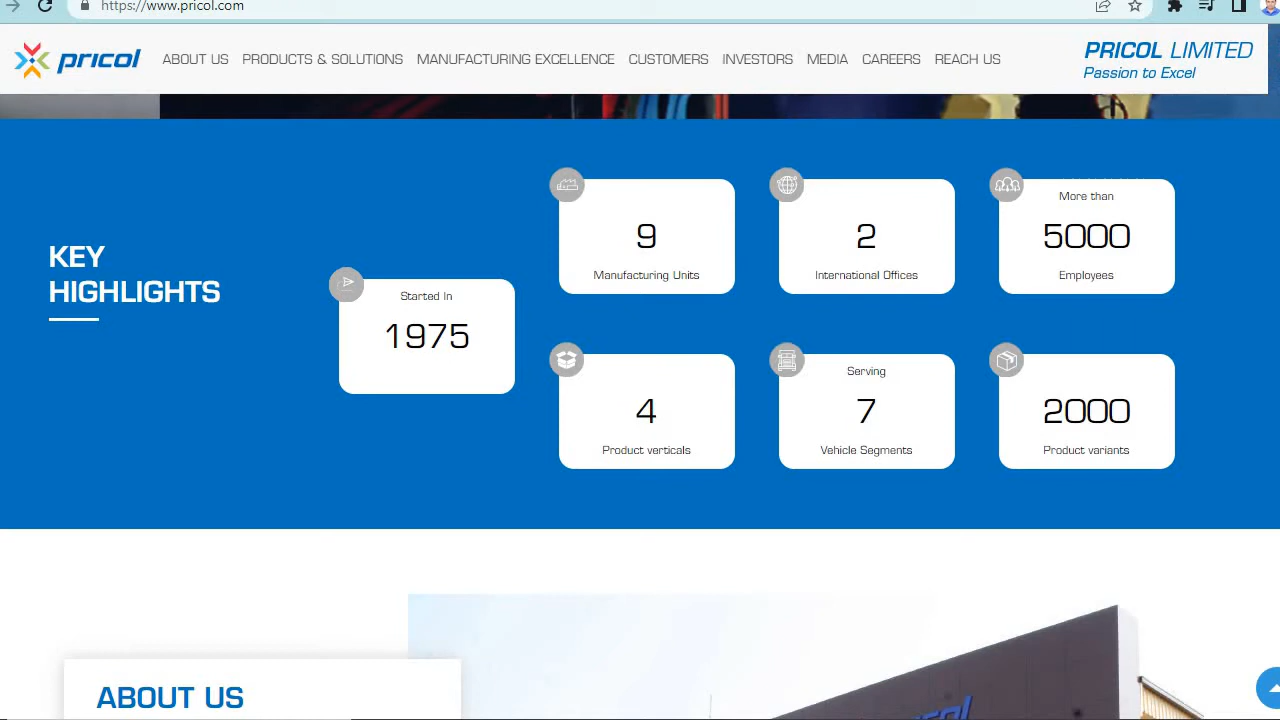 https://www.pricol.com
pricol
ABOUT US PRODUCTS & SOLUTIONS MANUFACTURING EXCELLENCE CUSTOMERS INVESTORS MEDIA CAREERS REACH US
PRICOL LIMITED
Passion to Excel
KEY
HIGHLIGHTS
Started In
1975
9
Manufacturing Units
2
International Offices
More than
5000
Employees
4
Product verticals
Serving
7
Vehicle Segments
2000
Product variants
ABOUT US
pricol